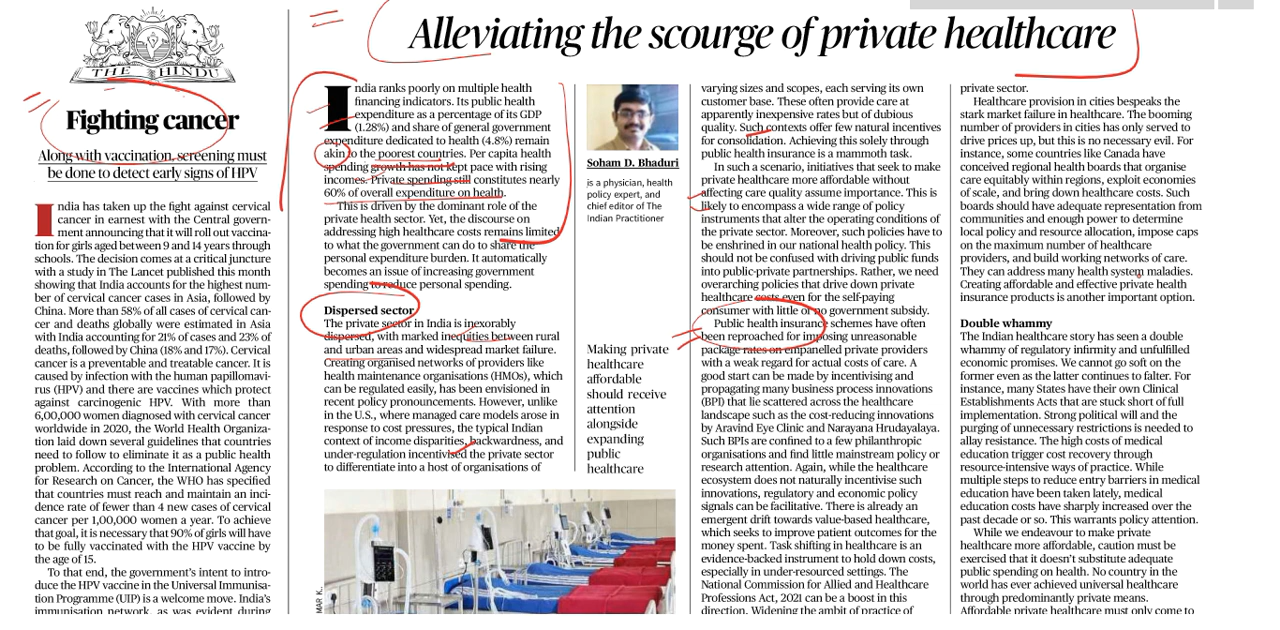 THE HINDU
Fighting cancer
Along with vaccination, screening must
be done to detect early signs of HPV
India has taken up the fight against cervical
cancer in earnest with the Central govern-
ment announcing that it will roll out vaccina-
tion for girls aged between 9 and 14 years through
schools. The decision comes at a critical juncture
with a study in The Lancet published this month
showing that India accounts for the highest num-
ber of cervical cancer cases in Asia, followed by
China. More than 58% of all cases of cervical can-
cer and deaths globally were estimated in Asia
with India accounting for 21% of cases and 23% of
deaths, followed by China (18% and 17%). Cervical
cancer is a preventable and treatable cancer. It is
caused by infection with the human papillomavi-
rus (HPV) and there are vaccines which protect
against carcinogenic HPV. With more than
6,00,000 women diagnosed with cervical cancer
worldwide in 2020, the World Health Organiza-
tion laid down several guidelines that countries
need to follow to eliminate it as a public health
problem. According to the International Agency
for Research on Cancer, the WHO has specified
that countries must reach and maintain an inci-
dence rate of fewer than 4 new cases of cervical
cancer per 1,00,000 women a year. To achieve
that goal, it is necessary that 90% of girls will have
to be fully vaccinated with the HPV vaccine by
the age of 15.
To that end, the government's intent to intro-
duce the HPV vaccine in the Universal Immunisa-
tion Programme (UIP) is a welcome move. India's
immunisation network, as was evident during
Alleviating the scourge of private healthcare
India ranks poorly on multiple health
financing indicators. Its public health
expenditure as a percentage of its GDP
(1.28%) and share of general government
expenditure dedicated to health (4.8%) remain
akin to the poorest countries. Per capita health
spending growth has not kept pace with rising
incomes. Private spending still constitutes nearly
60% of overall expenditure on health.
This is driven by the dominant role of the
private health sector. Yet, the discourse on
addressing high healthcare costs remains limited
to what the government can do to share the
personal expenditure burden. It automatically
becomes an issue of increasing government
spending to reduce personal spending.
Dispersed sector
The private sector in India is inexorably
dispersed, with marked inequities between rural
and urban areas and widespread market failure.
Creating organised networks of providers like
health maintenance organisations (HMOs), which
can be regulated easily, has been envisioned in
recent policy pronouncements. However, unlike
in the U.S., where managed care models arose in
response to cost pressures, the typical Indian
context of income disparities, backwardness, and
under-regulation incentivised the private sector
to differentiate into a host of organisations of
MAR K.
Soham D. Bhaduri
is a physician, health
policy expert, and
chief editor of The
Indian Practitioner
Making private
healthcare
affordable
should receive
attention
alongside
expanding
public
healthcare
varying sizes and scopes, each serving its own
customer base. These often provide care at
apparently inexpensive rates but of dubious
quality. Such contexts offer few natural incentives
for consolidation. Achieving this solely through
public health insurance is a mammoth task.
In such a scenario, initiatives that seek to make
private healthcare more affordable without
affecting care quality assume importance. This is
likely to encompass a wide range of policy
instruments that alter the operating conditions of
the private sector. Moreover, such policies have to
be enshrined in our national health policy. This
should not be confused with driving public funds
into public-private partnerships. Rather, we need
overarching policies that drive down private
healthcare costs even for the self-paying
consumer with little or no government subsidy.
Public health insurance schemes have often
been reproached for imposing unreasonable
package rates on empanelled private providers
with a weak regard for actual costs of care. A
good start can be made by incentivising and
propagating many business process innovations
(BPI) that lie scattered across the healthcare
landscape such as the cost-reducing innovations
by Aravind Eye Clinic and Narayana Hrudayalaya.
Such BPIs are confined to a few philanthropic
organisations and find little mainstream policy or
research attention. Again, while the healthcare
ecosystem does not naturally incentivise such
innovations, regulatory and economic policy
signals can be facilitative. There is already an
emergent drift towards value-based healthcare,
which seeks to improve patient outcomes for the
money spent. Task shifting in healthcare is an
evidence-backed instrument to hold down costs,
especially in under-resourced settings. The
National Commission for Allied and Healthcare
Professions Act, 2021 can be a boost in this
direction. Widening the ambit of practice of
private sector.
Healthcare provision in cities bespeaks the
stark market failure in healthcare. The booming
number of providers in cities has only served to
drive prices up, but this is no necessary evil. For
instance, some countries like Canada have
conceived regional health boards that organise
care equitably within regions, exploit economies
of scale, and bring down healthcare costs. Such
boards should have adequate representation from
communities and enough power to determine
local policy and resource allocation, impose caps
on the maximum number of healthcare
providers, and build working networks of care.
They can address many health system maladies.
Creating affordable and effective private health
insurance products is another important option.
Double whammy
The Indian healthcare story has seen a double
whammy of regulatory infirmity and unfulfilled
economic promises. We cannot go soft on the
former even as the latter continues to falter. For
instance, many States have their own Clinical
Establishments Acts that are stuck short of full
implementation. Strong political will and the
purging of unnecessary restrictions is needed to
allay resistance. The high costs of medical
education trigger cost recovery through
resource-intensive ways of practice. While
multiple steps to reduce entry barriers in medical
education have been taken lately, medical
education costs have sharply increased over the
past decade or so. This warrants policy attention.
While we endeavour to make private
healthcare more affordable, caution must be
exercised that it doesn't substitute adequate
public spending on health. No country in the
world has ever achieved universal healthcare
through predominantly private means.
Affordable private healthcare must only come to